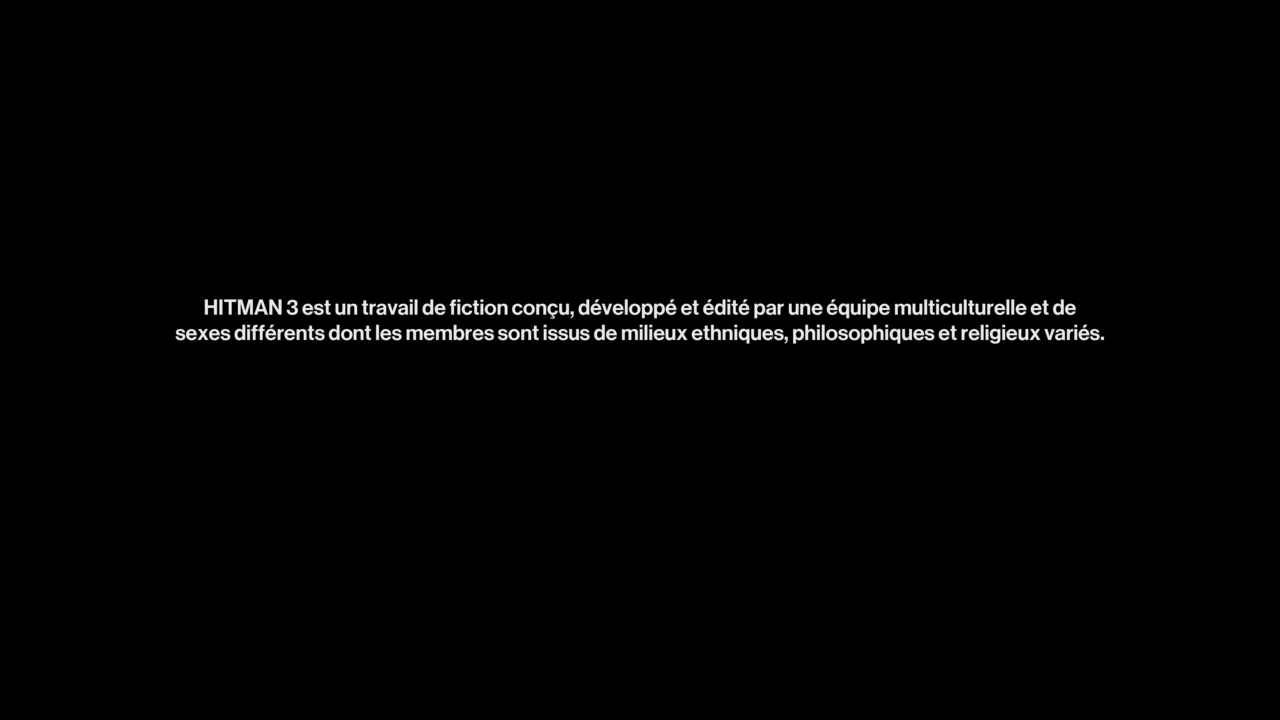 HITMAN 3 est un travail de fiction conçu, développé et édité par une équipe multiculturelle et de
sexes différents dont les membres sont issus de milieux ethniques, philosophiques et religieux variés.